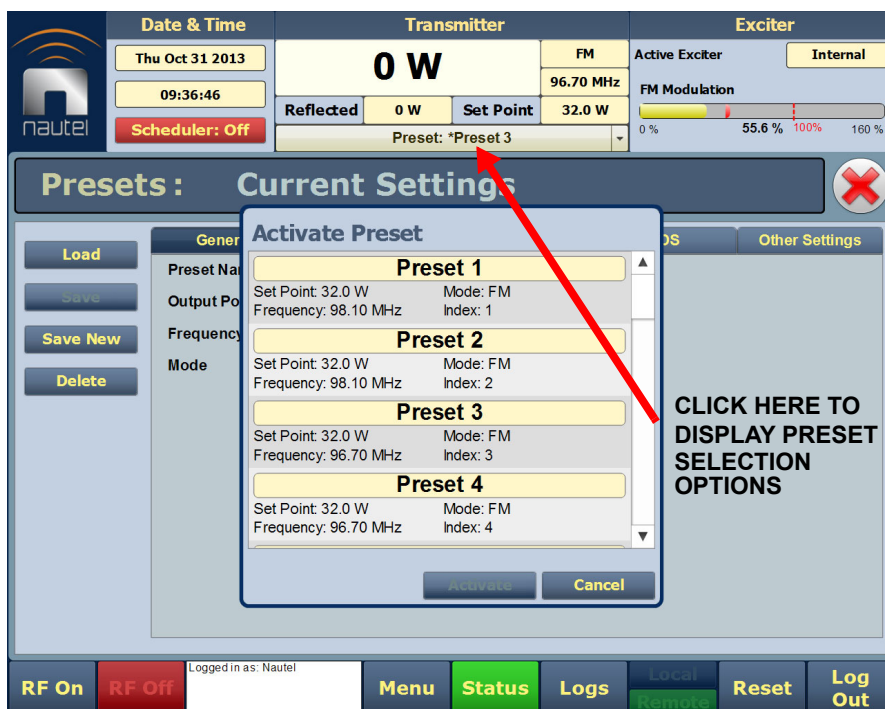 Date & Time
Transmitter
Exciter
nautel
Thu Oct 31 2013
09:36:46
Scheduler: Off
0 W
FM
96.70 MHz
Reflected
0 W
Set Point
32.0 W
Preset: *Preset 3
Active Exciter
Internal
FM Modulation
0 %
55.6 %
100%
160 %
Presets: Current Settings
Load
Save
Save New
Delete
Gener
DS
Other Settings
Preset Na
Output Po
Frequency
Mode
Activate Preset
Preset 1
Set Point: 32.0 W Mode: FM
Frequency: 98.10 MHz Index: 1
Preset 2
Set Point: 32.0 W Mode: FM
Frequency: 98.10 MHz Index: 2
Preset 3
Set Point: 32.0 W Mode: FM
Frequency: 96.70 MHz Index: 3
Preset 4
Set Point: 32.0 W Mode: FM
Frequency: 96.70 MHz Index: 4
Activate
Cancel
CLICK HERE TO
DISPLAY PRESET
SELECTION
OPTIONS
RF On
RF Off
Logged in as: Nautel
Menu
Status
Logs
Local
Remote
Reset
Log
Out